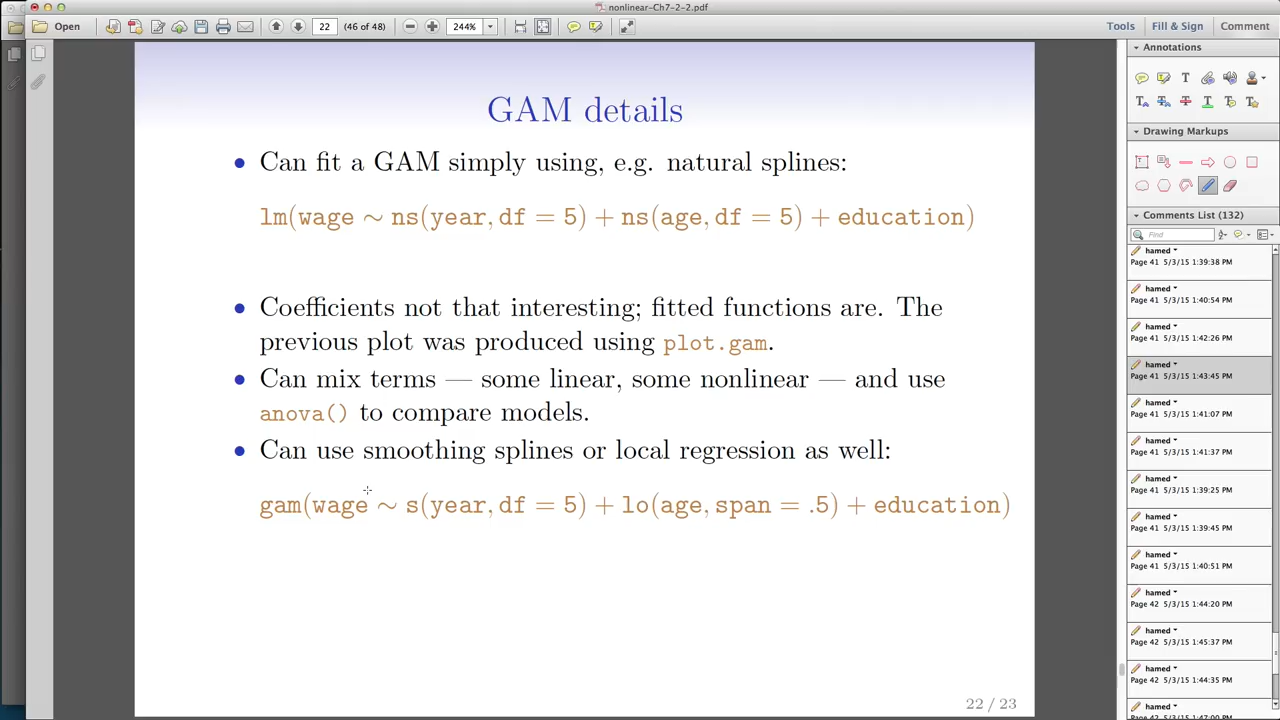 nonlinear-Ch7-2-2.pdf
Open
22
(46 of 48)
244%
Tools
Fill & Sign
Comment
GAM details
• Can fit a GAM simply using, e.g. natural splines:
lm(wage ∼ ns(year, df = 5) + ns(age, df = 5) + education)
• Coefficients not that interesting; fitted functions are. The
previous plot was produced using plot.gam.
• Can mix terms — some linear, some nonlinear — and use
anova() to compare models.
• Can use smoothing splines or local regression as well:
gam(wage ∼ s(year, df = 5) + lo(age, span = .5) + education)
22 / 23
Annotations
Drawing Markups
Comments List (132)
Find
hamed
Page 41 5/3/15 1:39:38 PM
hamed
Page 41 5/3/15 1:40:54 PM
hamed
Page 41 5/3/15 1:42:26 PM
hamed
Page 41 5/3/15 1:43:45 PM
hamed
Page 41 5/3/15 1:41:07 PM
hamed
Page 41 5/3/15 1:41:37 PM
hamed
Page 41 5/3/15 1:39:25 PM
hamed
Page 41 5/3/15 1:39:45 PM
hamed
Page 41 5/3/15 1:40:51 PM
hamed
Page 42 5/3/15 1:44:20 PM
hamed
Page 42 5/3/15 1:45:37 PM
hamed
Page 42 5/3/15 1:44:35 PM
hamed
Page 42 5/3/15 1:47:00 PM